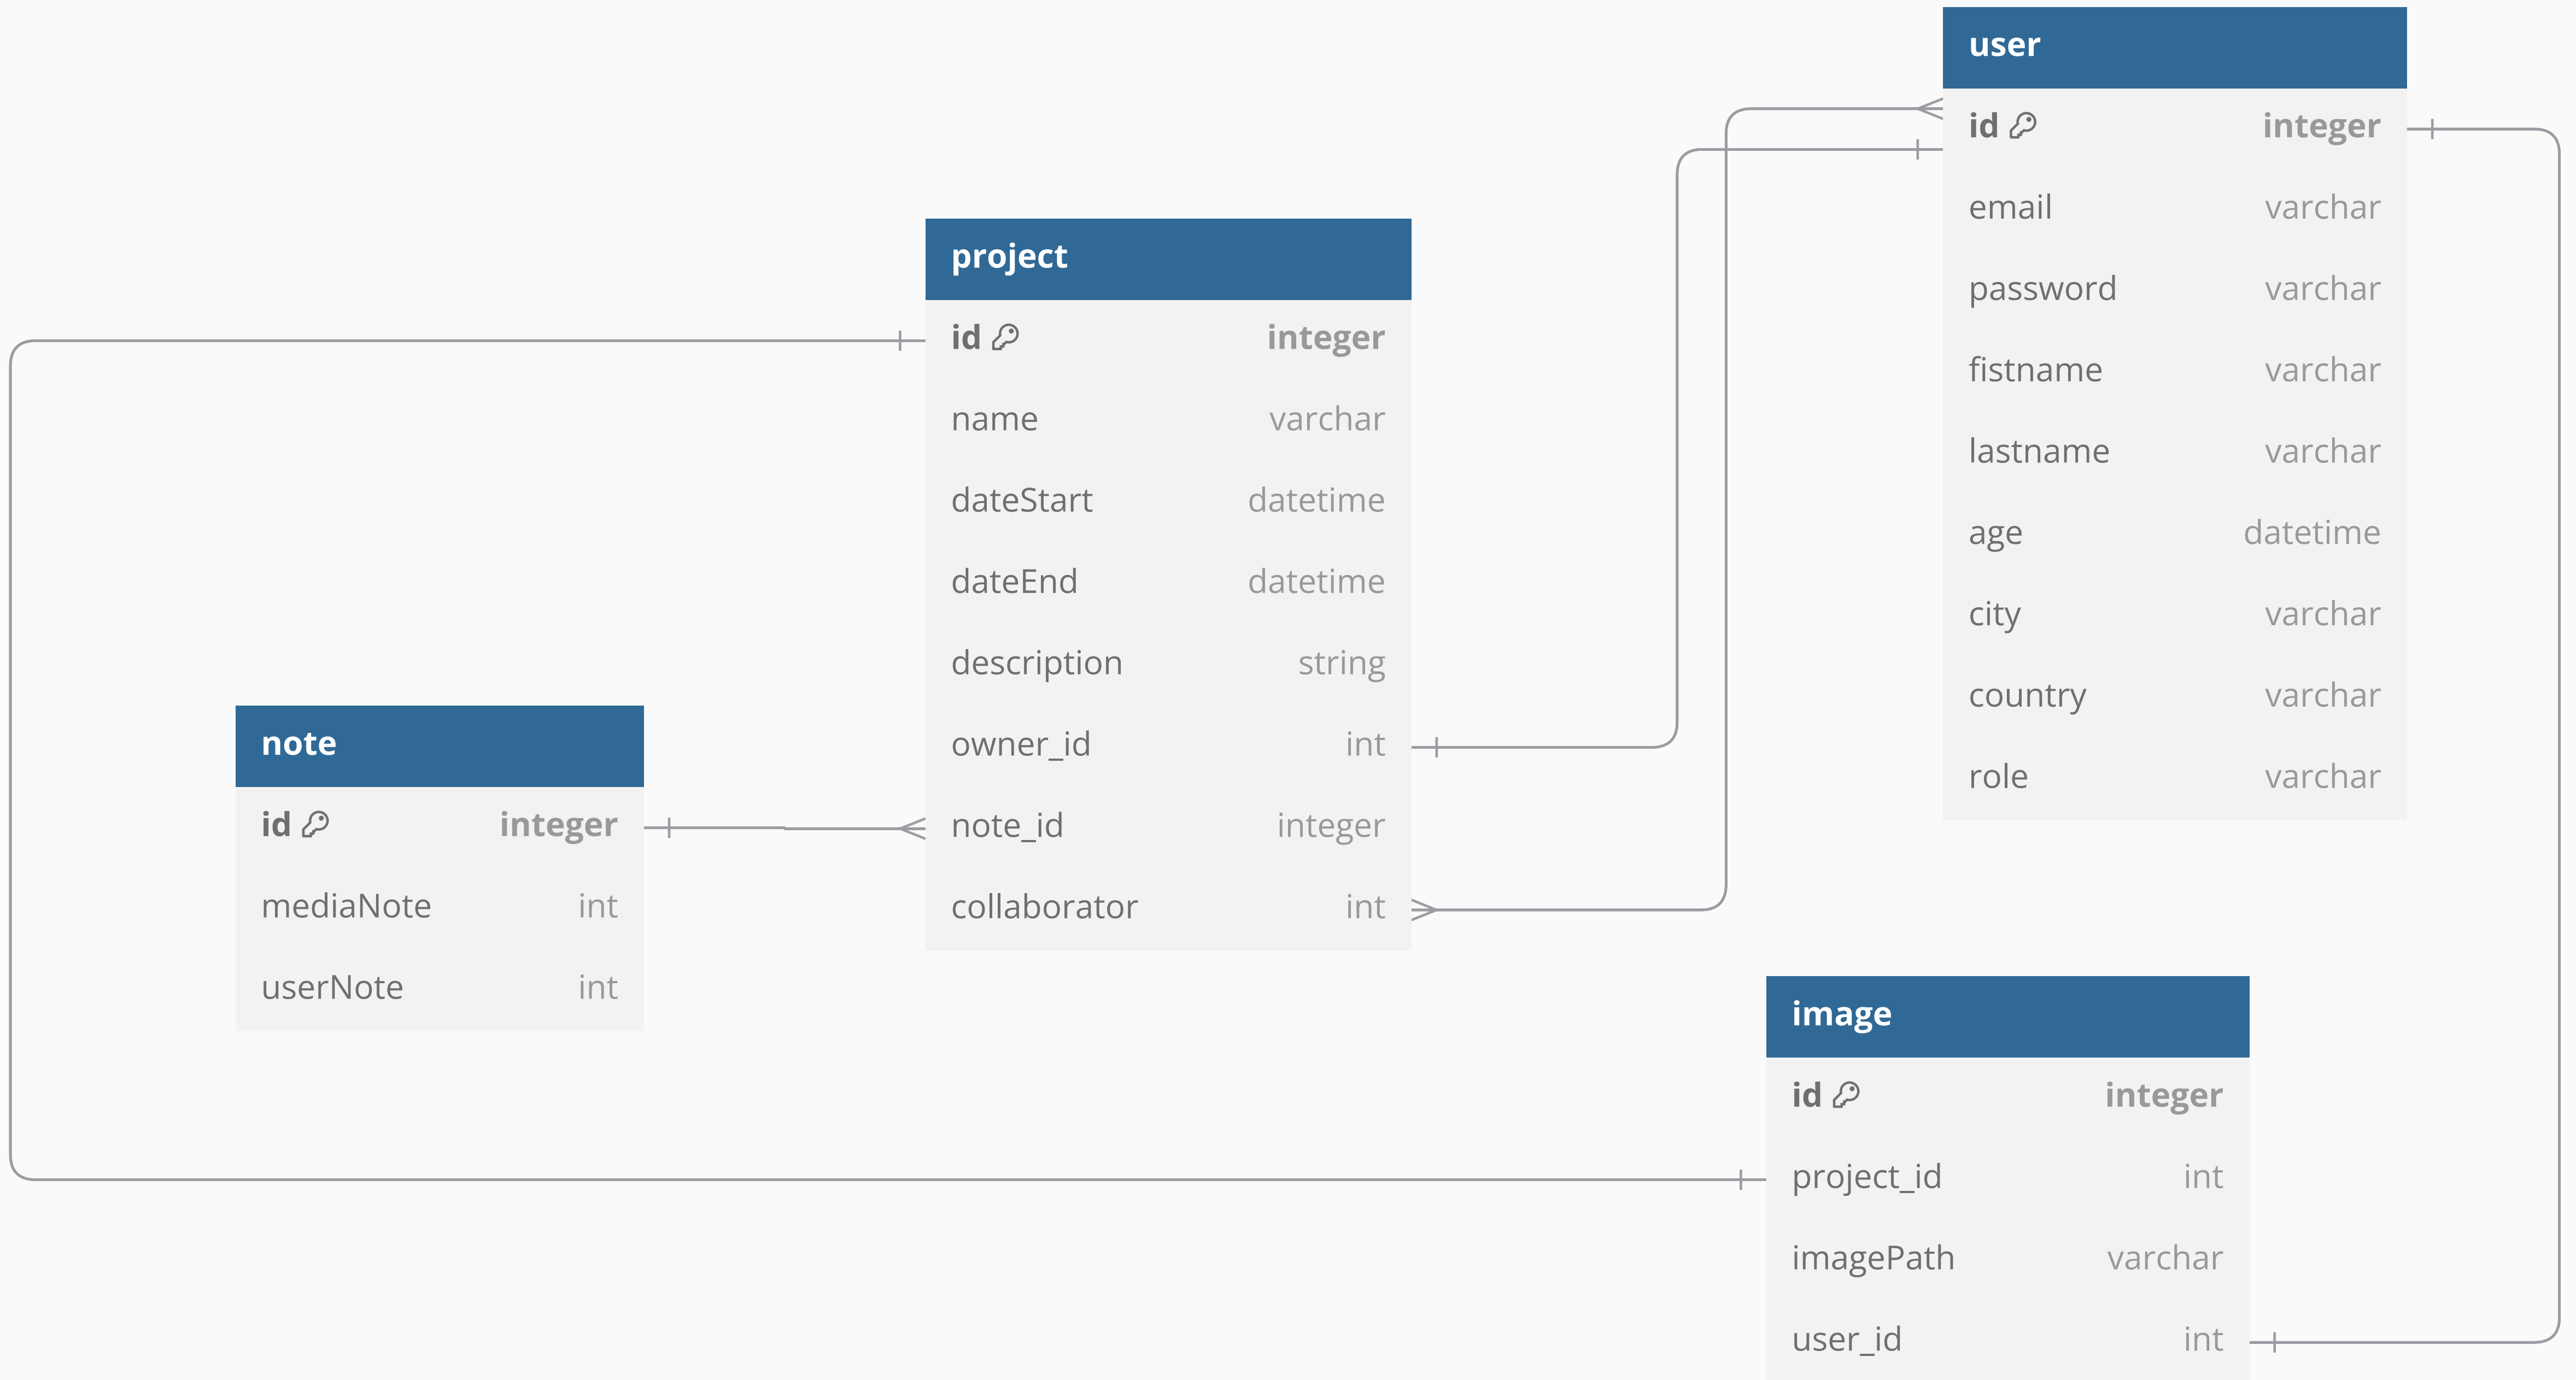 user
id integer
email varchar
password varchar
fistname varchar
lastname varchar
age datetime
city varchar
country varchar
role varchar
project
id integer
name varchar
dateStart datetime
dateEnd datetime
description string
owner_id int
note_id integer
collaborator int
note
id integer
mediaNote int
userNote int
image
id integer
project_id int
imagePath varchar
user_id int